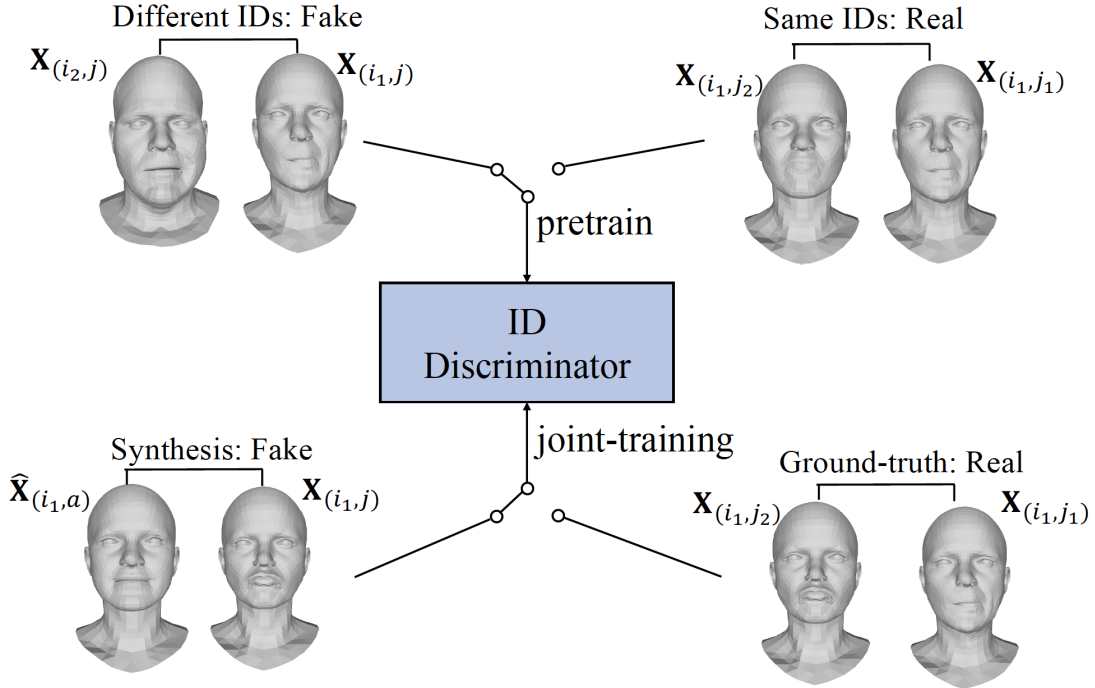 Different IDs: Fake
Same IDs: Real
𝐗(i₂,j)
𝐗(i₁,j)
𝐗(i₁,j₂)
𝐗(i₁,j₁)
pretrain
ID
Discriminator
joint-training
Synthesis: Fake
Ground-truth: Real
𝐗̂(i₁,a)
𝐗(i₁,j)
𝐗(i₁,j₂)
𝐗(i₁,j₁)